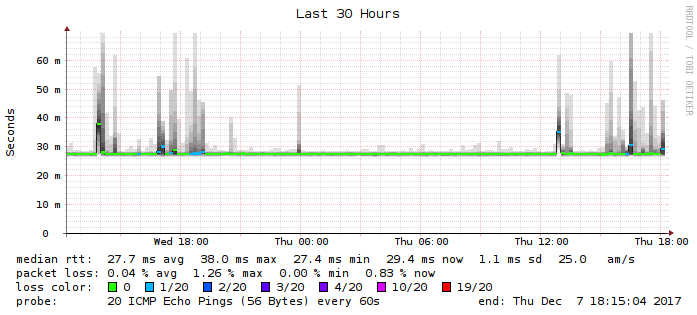 Last 30 Hours
RRDTOOL / TOBI OETIKER
Seconds
60 m
50 m
40 m
30 m
20 m
10 m
0
Wed 18:00 Thu 00:00 Thu 06:00 Thu 12:00 Thu 18:00
median rtt: 27.7 ms avg 38.0 ms max 27.4 ms min 29.4 ms now 1.1 ms sd 25.0 am/s
packet loss: 0.04 % avg 1.26 % max 0.00 % min 0.83 % now
loss color: 0 1/20 2/20 3/20 4/20 10/20 19/20
probe: 20 ICMP Echo Pings (56 Bytes) every 60s end: Thu Dec 7 18:15:04 2017